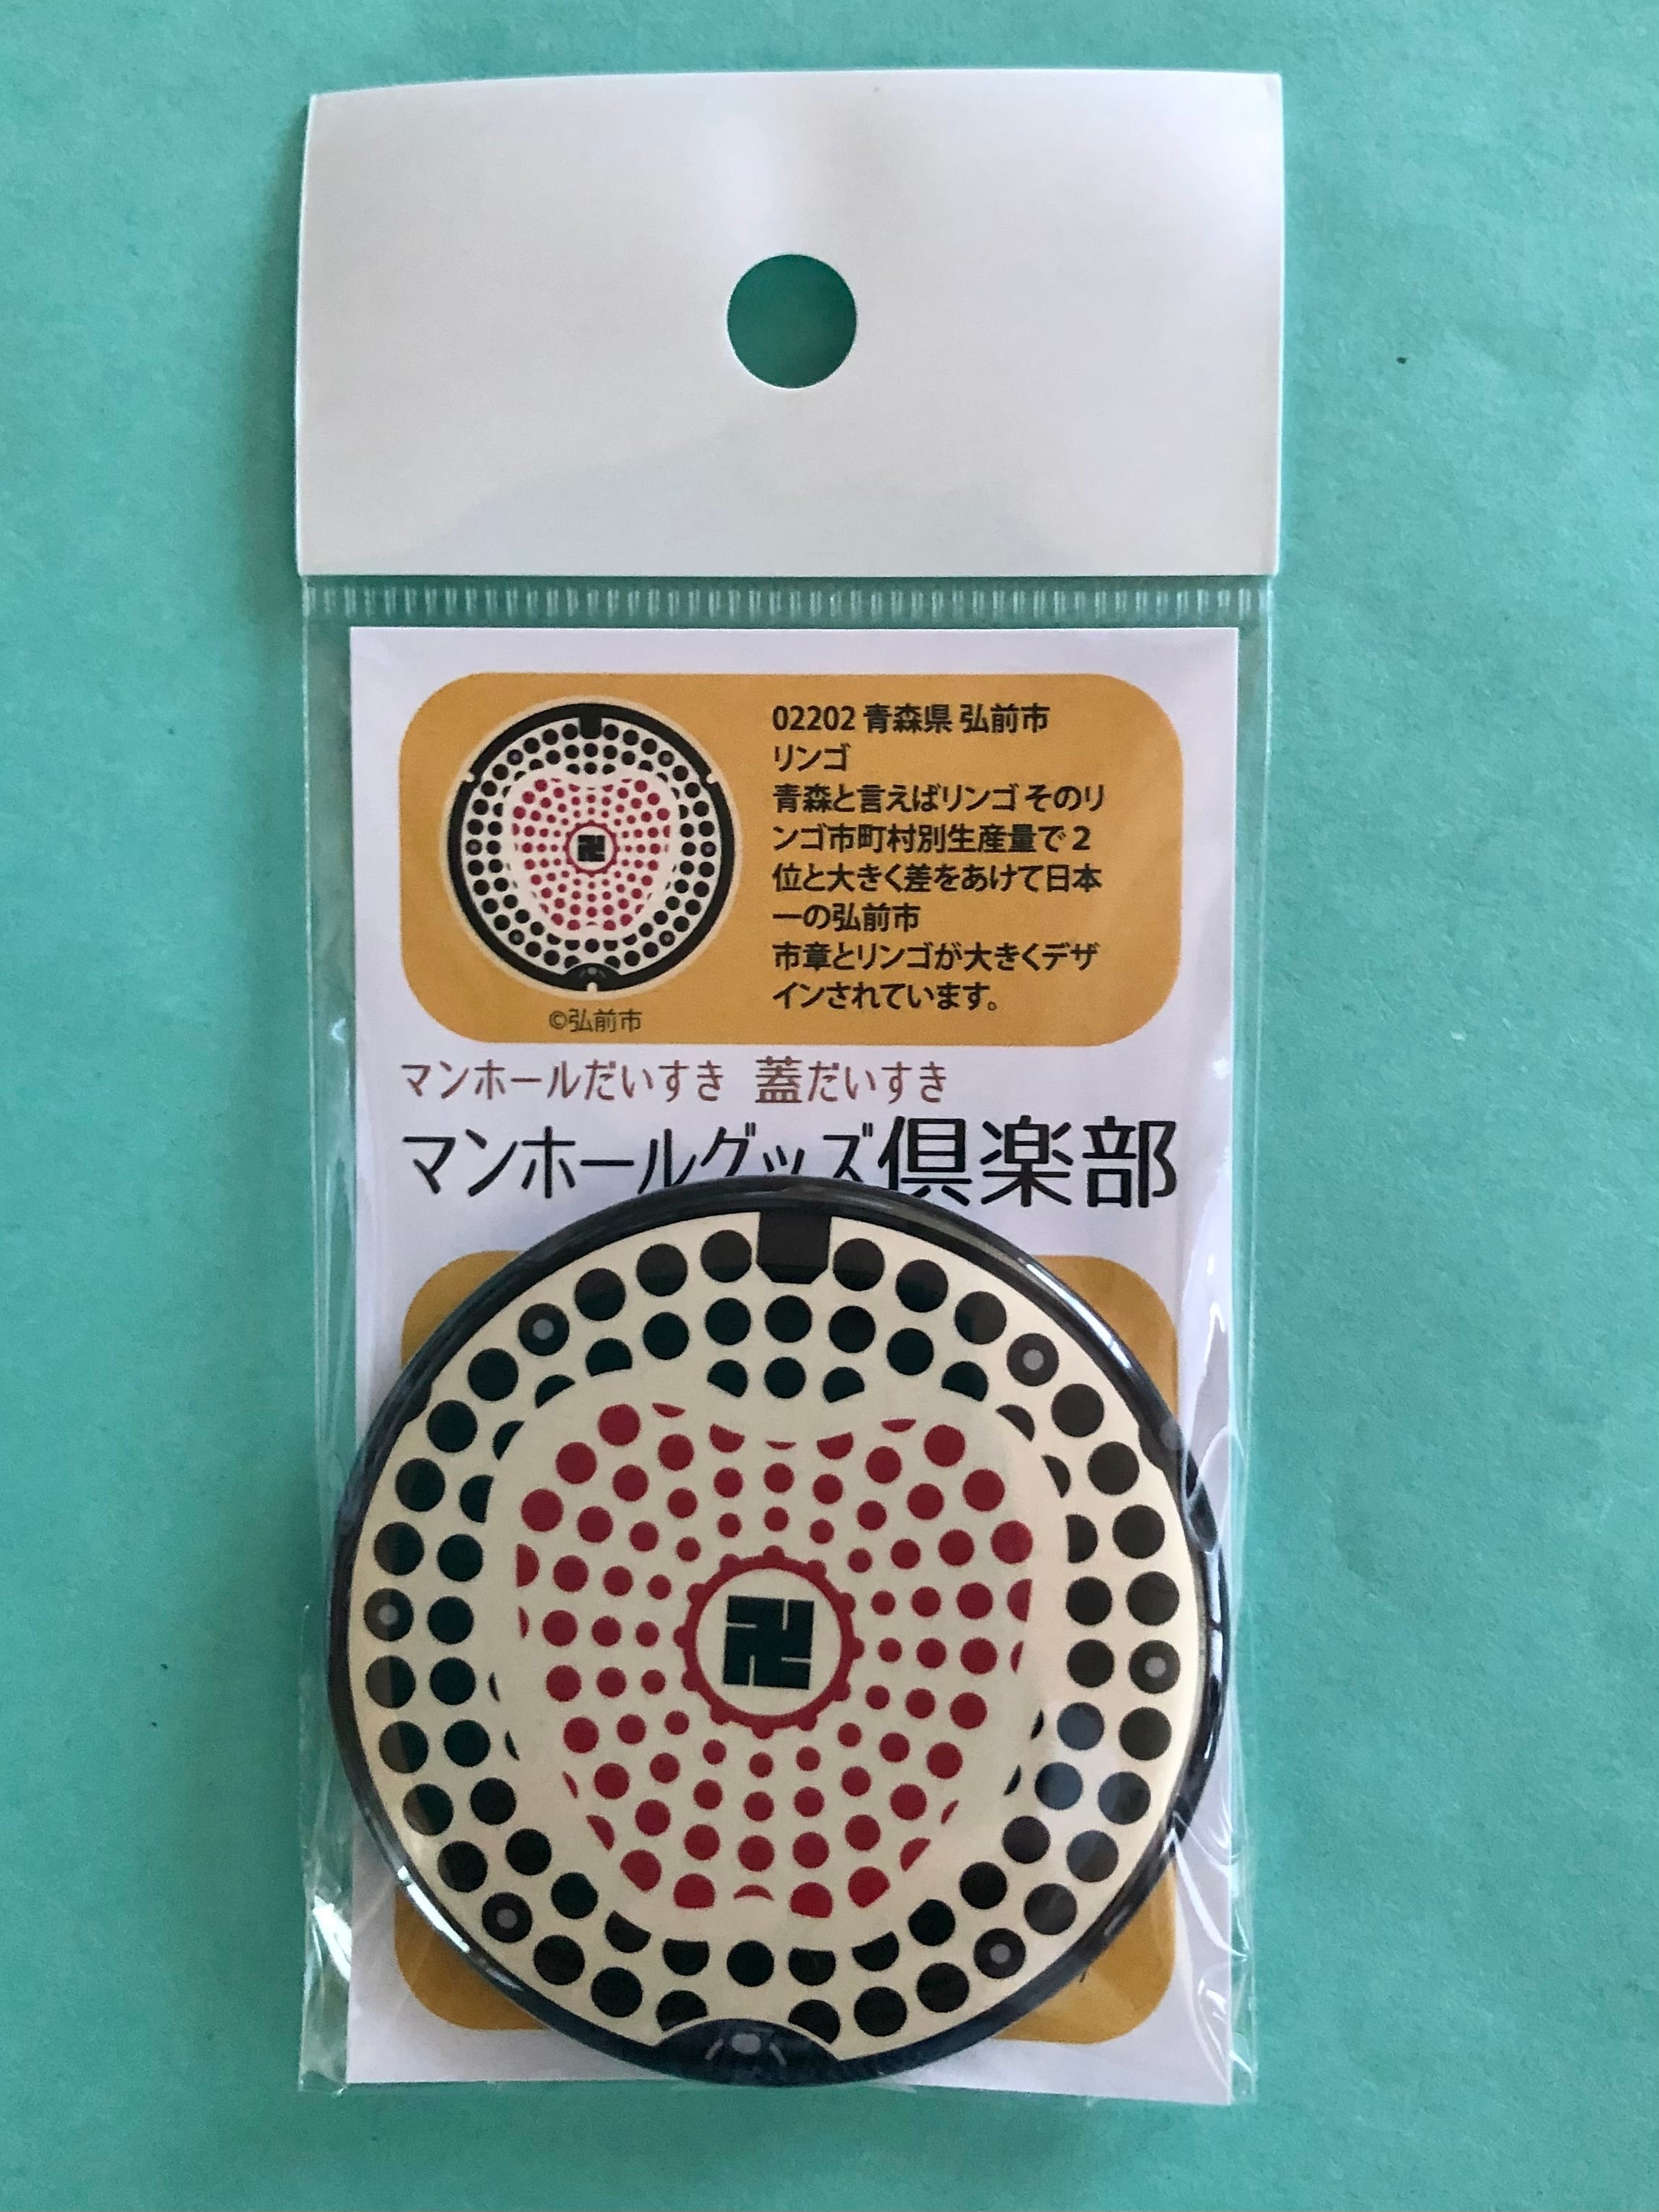 02202 青森県 弘前市
リンゴ
青森と言えばリンゴ そのリ
ンゴ市町村別生産量で２
位と大きく差をあけて日本
一の弘前市
市章とリンゴが大きくデザ
インされています。
©弘前市
マンホールだいすき 蓋だいすき
マンホールグッズ倶楽部
卍